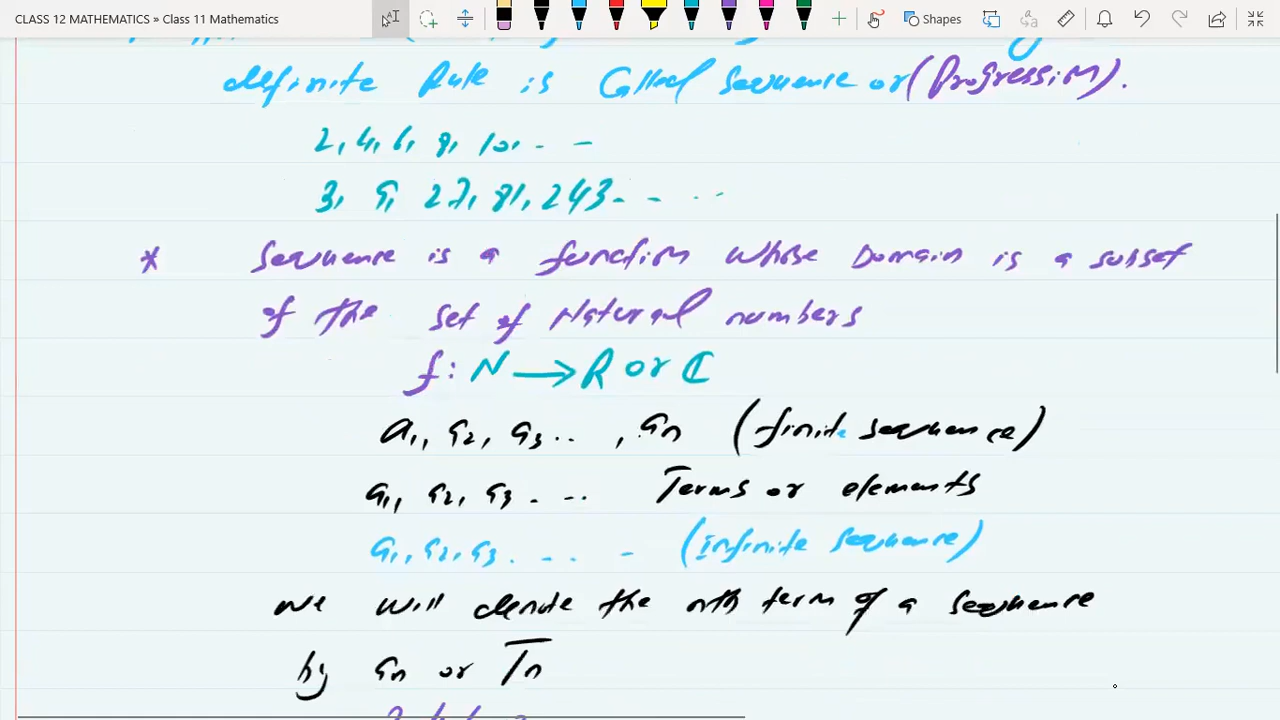 CLASS 12 MATHEMATICS » Class 11 Mathematics
Shapes
definite Rule is Called sequence or (Progression).
2, 4, 6, 8, 10, - -
3, 9, 27, 81, 243 - - - -
* Sequence is a function whose Domain is a subset
of the set of Natural numbers
f: N → R or ℂ
a1, a2, a3 .. , an (finite sequence)
a1, a2, a3 - .. Terms or elements
a1, a2, a3 . - .. - (infinite sequence)
we will denote the nth term of a sequence
by an or Tn